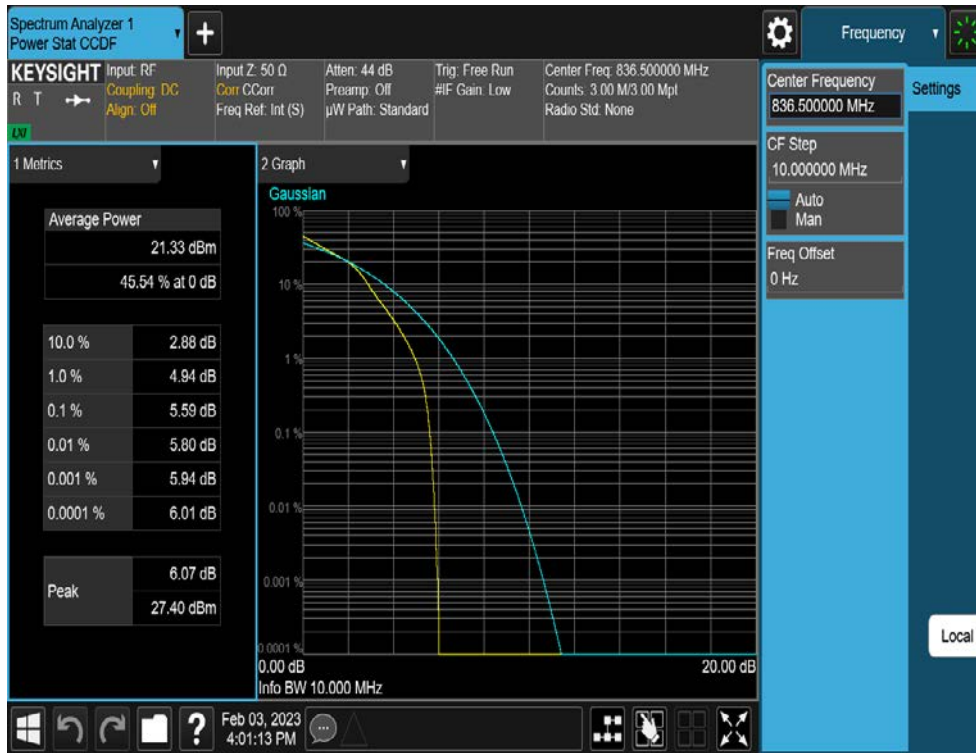 Spectrum Analyzer 1
Power Stat CCDF
+
Frequency
KEYSIGHT
R T
LXI
Input: RF
Coupling: DC
Align: Off
Input Z: 50 Ω
Corr CCorr
Freq Ref: Int (S)
Atten: 44 dB
Preamp: Off
µW Path: Standard
Trig: Free Run
#IF Gain: Low
Center Freq: 836.500000 MHz
Counts: 3.00 M/3.00 Mpt
Radio Std: None
Center Frequency
836.500000 MHz
Settings
CF Step
10.000000 MHz
Auto
Man
Freq Offset
0 Hz
1 Metrics
Average Power
21.33 dBm
45.54 % at 0 dB
10.0 % 2.88 dB
1.0 % 4.94 dB
0.1 % 5.59 dB
0.01 % 5.80 dB
0.001 % 5.94 dB
0.0001 % 6.01 dB
Peak
6.07 dB
27.40 dBm
2 Graph
Gaussian
100 %
10 %
1 %
0.1 %
0.01 %
0.001 %
0.0001 %
0.00 dB 20.00 dB
Info BW 10.000 MHz
Local
?
Feb 03, 2023
4:01:13 PM